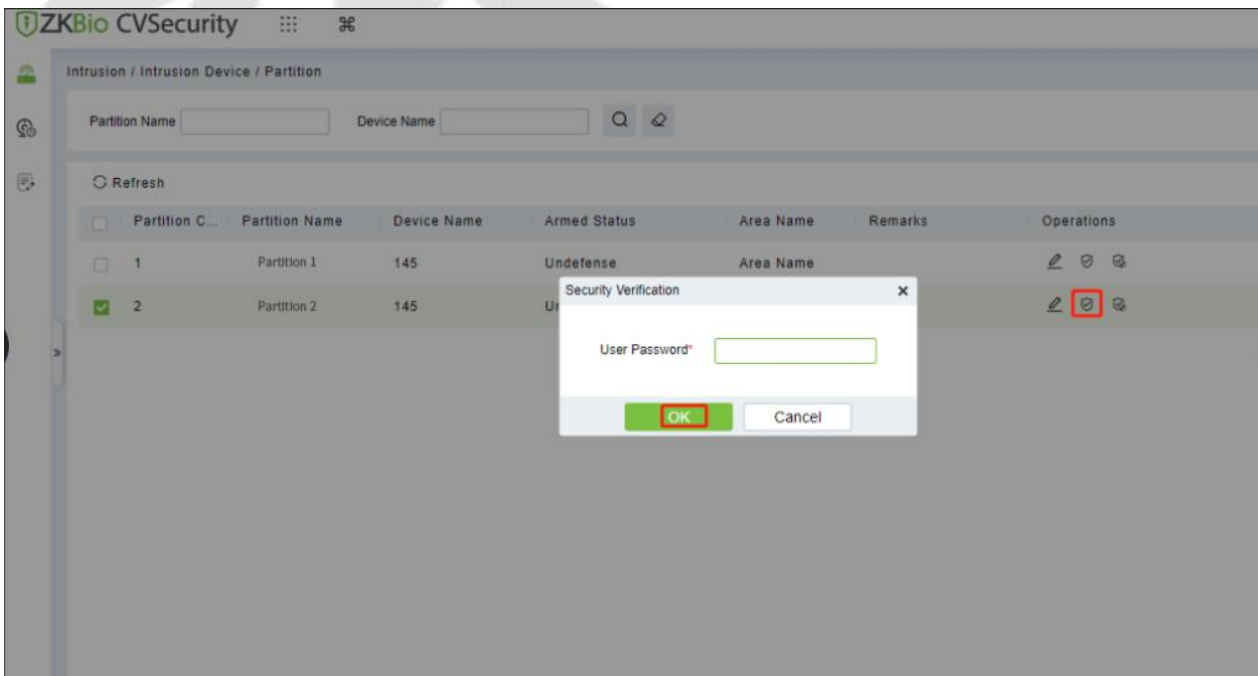 ZKBio CVSecurity
Intrusion / Intrusion Device / Partition
Partition Name Device Name
Refresh
Partition C... Partition Name Device Name Armed Status Area Name Remarks Operations
1 Partition 1 145 Undefense Area Name
Security Verification
2 Partition 2 145 Un
User Password*
OK Cancel